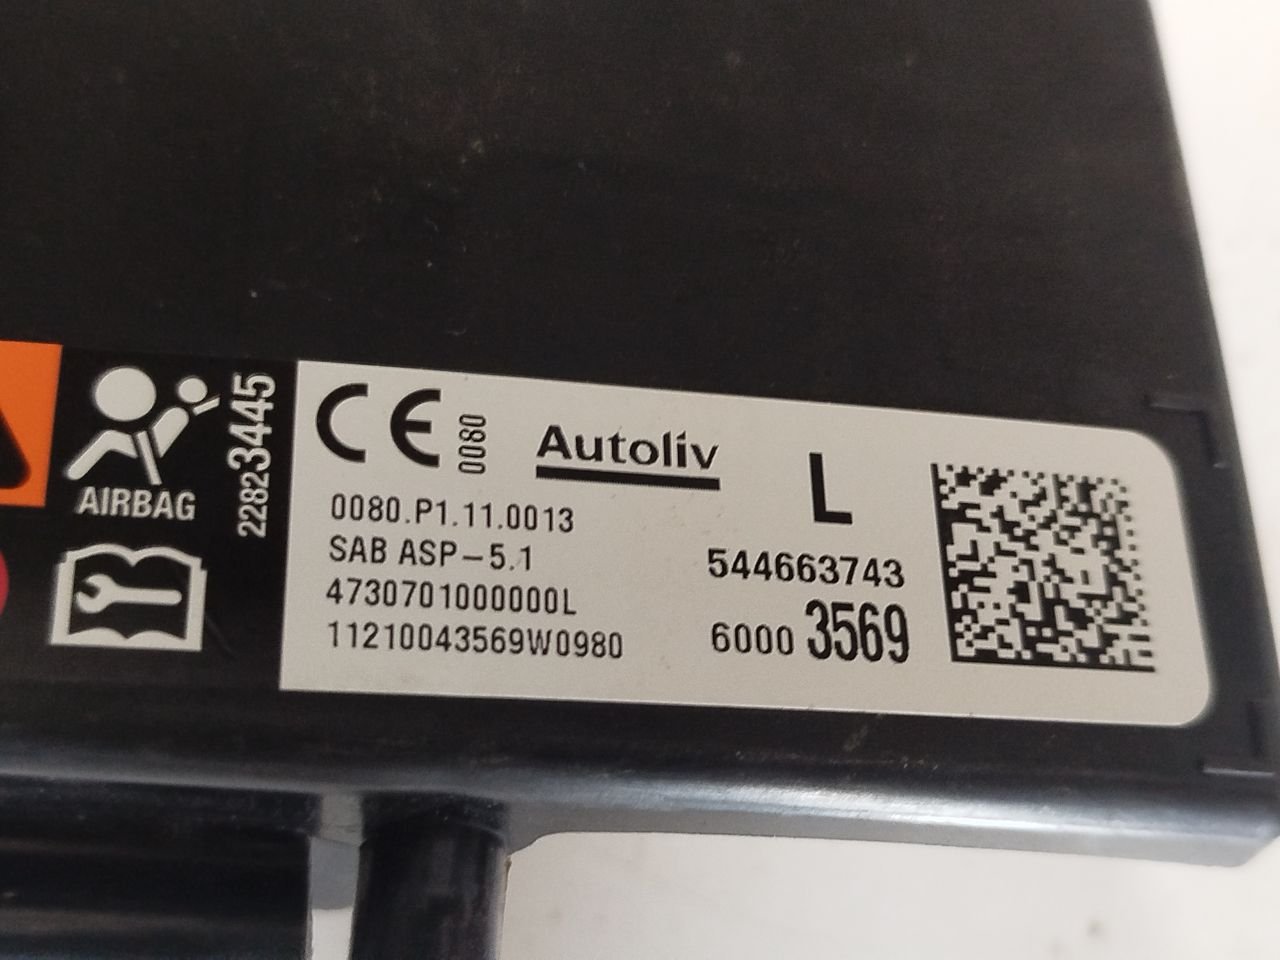 AIRBAG
22823445
CE 0080
Autoliv
L
0080.P1.11.0013
SAB ASP-5.1
4730701000000L
11210043569W0980
544663743
6000 3569